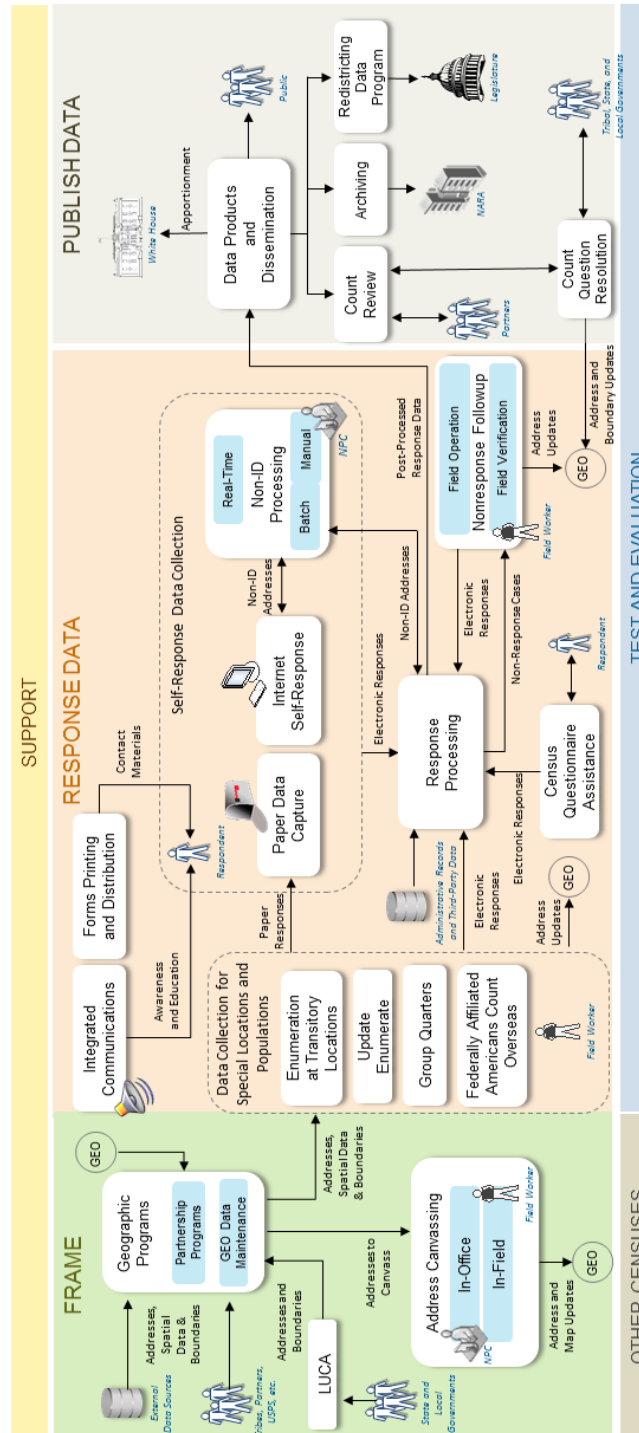 SUPPORT
FRAME
GEO
Geographic
Programs
Partnership
Programs
GEO Data
Maintenance
External
Data Sources
Addresses,
Spatial
Data &
Boundaries
Tribes, Partners,
USPS, etc.
Addresses and
Boundaries
LUCA
State and
Local
Governments
Addresses to
Canvass
Addresses,
Spatial Data
& Boundaries
Address Canvassing
In-Office
In-Field
NPC
Field Worker
Address and
Map Updates
GEO
RESPONSE DATA
Integrated
Communications
Forms Printing
and Distribution
Awareness
and Education
Contact
Materials
Respondent
Data Collection for
Special Locations and
Populations
Enumeration
at Transitory
Locations
Update
Enumerate
Group Quarters
Federally Affiliated
Americans Count
Overseas
Field Worker
Paper
Responses
Electronic
Responses
Address
Updates
GEO
Self-Response Data Collection
Paper Data
Capture
Internet
Self-Response
Non-ID
Addresses
Real-Time
Non-ID
Processing
Batch
Manual
NPC
Electronic Responses
Non-ID Addresses
Administrative Records
and Third-Party Data
Response
Processing
Post-Processed
Response Data
Electronic
Responses
Non-Response Cases
Electronic Responses
Census
Questionnaire
Assistance
Respondent
Field Operation
Nonresponse Followup
Field Verification
Field Worker
Address
Updates
GEO
PUBLISH DATA
White House
Apportionment
Data Products
and
Dissemination
Public
Count
Review
Partners
Archiving
NARA
Redistricting
Data
Program
Legislature
Count
Question
Resolution
Tribal, State, and
Local Governments
Address and
Boundary Updates
OTHER CENSUSES
TEST AND EVALUATION